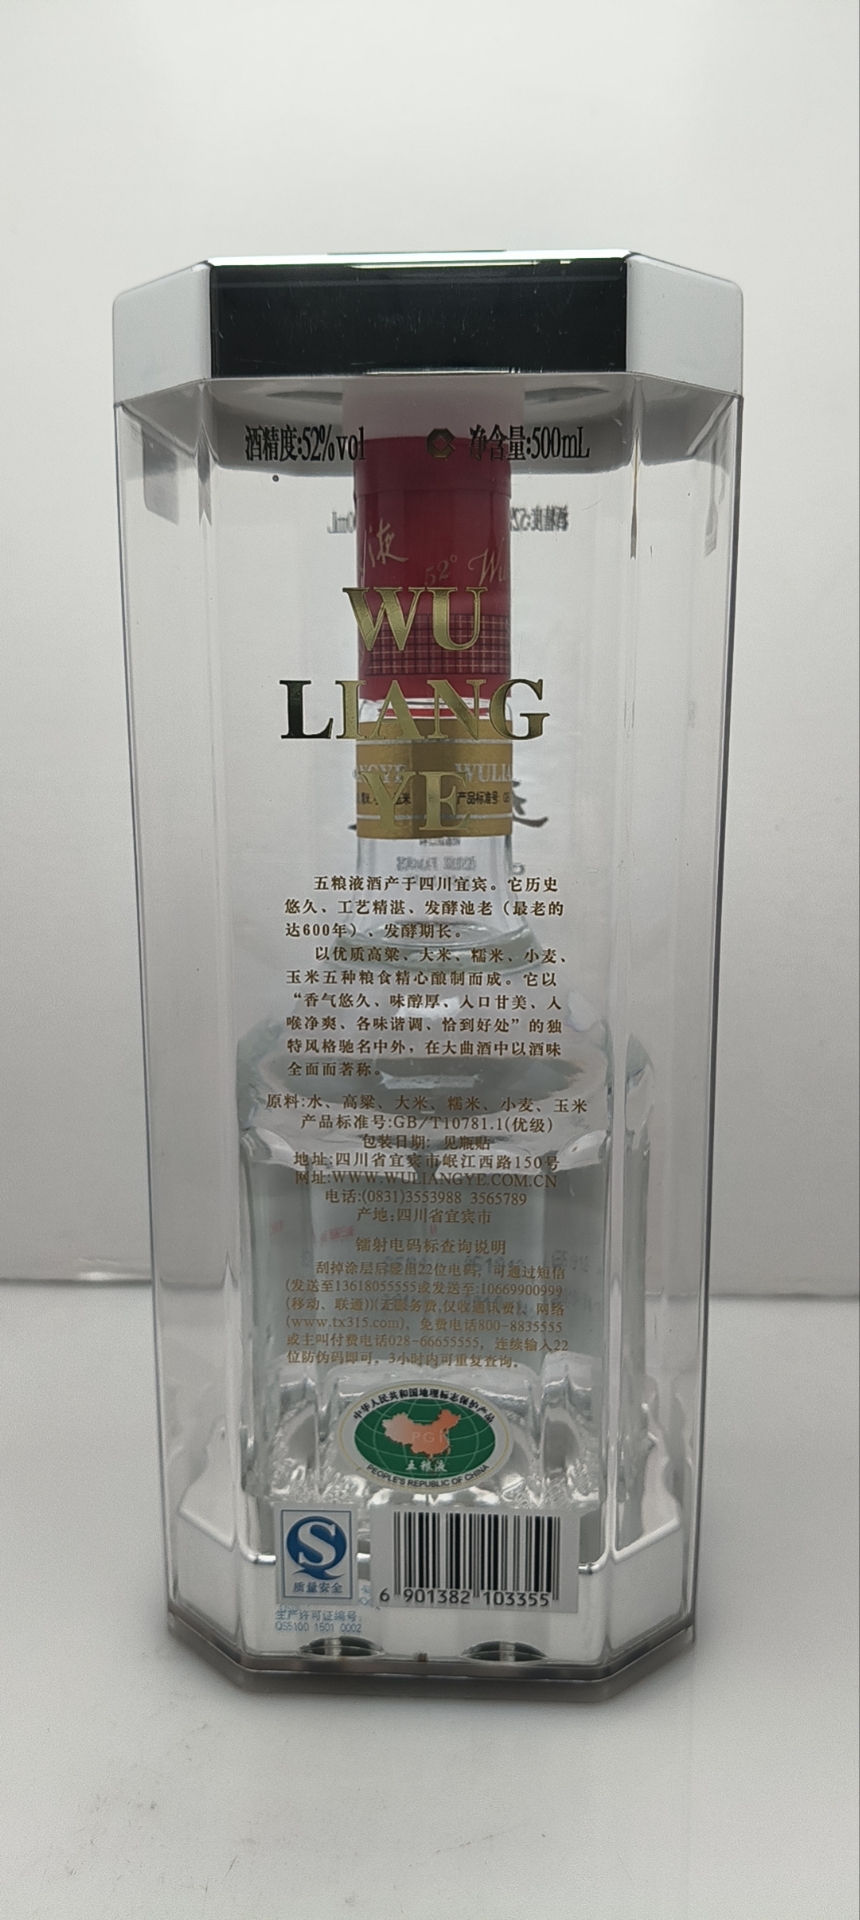 酒精度:52%vol 净含量:500mL
液 52° Wu
WU
LIANG
YE
WULIA
产品标准号
五粮液酒产于四川宜宾。它历史
悠久、工艺精湛、发酵池老（最老的
达600年）、发酵期长。
以优质高粱、大米、糯米、小麦、
玉米五种粮食精心酿制而成。它以
“香气悠久、味醇厚、入口甘美、入
喉净爽、各味谐调、恰到好处”的独
特风格驰名中外，在大曲酒中以酒味
全面而著称。
原料:水、高粱、大米、糯米、小麦、玉米
产品标准号:GB/T10781.1(优级)
包装日期: 见瓶贴
地址:四川省宜宾市岷江西路150号
网址:WWW.WULIANGYE.COM.CN
电话:(0831)3553988 3565789
产地:四川省宜宾市
镭射电码标查询说明
刮掉涂层后露出22位电码，可通过短信
(发送至13618055555或发送至:10669900999
(移动、联通))(无服务费,仅收通讯费)、网络
(www.tx315.com)，免费电话800-8835555
或主叫付费电话028-66655555，连续输入22
位防伪码即可。3小时内可重复查询。
中华人民共和国地理标志保护产品
PGI
五粮液
PEOPLE'S REPUBLIC OF CHINA
质量安全
6 901382 103355
生产许可证编号:
QS5100 1501 0002